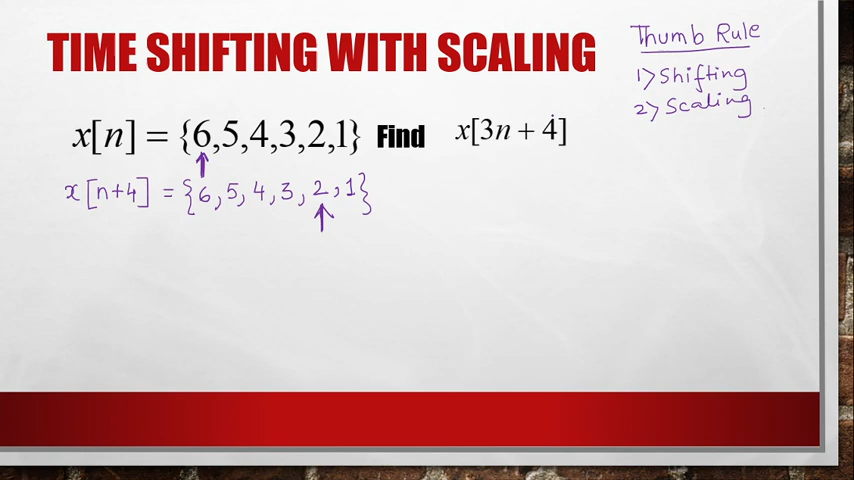 TIME SHIFTING WITH SCALING
Thumb Rule
1) Shifting
2) Scaling
x[n] = {6,5,4,3,2,1} Find x[3n + 4]
x[n+4] = {6, 5, 4, 3, 2, 1}